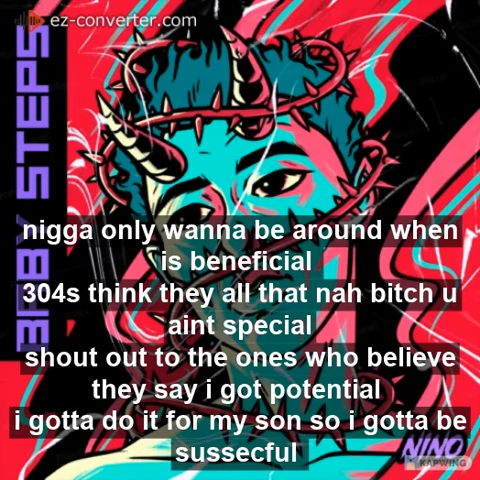 ez-converter.com
BABY STEPS
nigga only wanna be around when
is beneficial
304s think they all that nah bitch u
aint special
shout out to the ones who believe
they say i got potential
i gotta do it for my son so i gotta be
sussecful
NINO
KAPWING